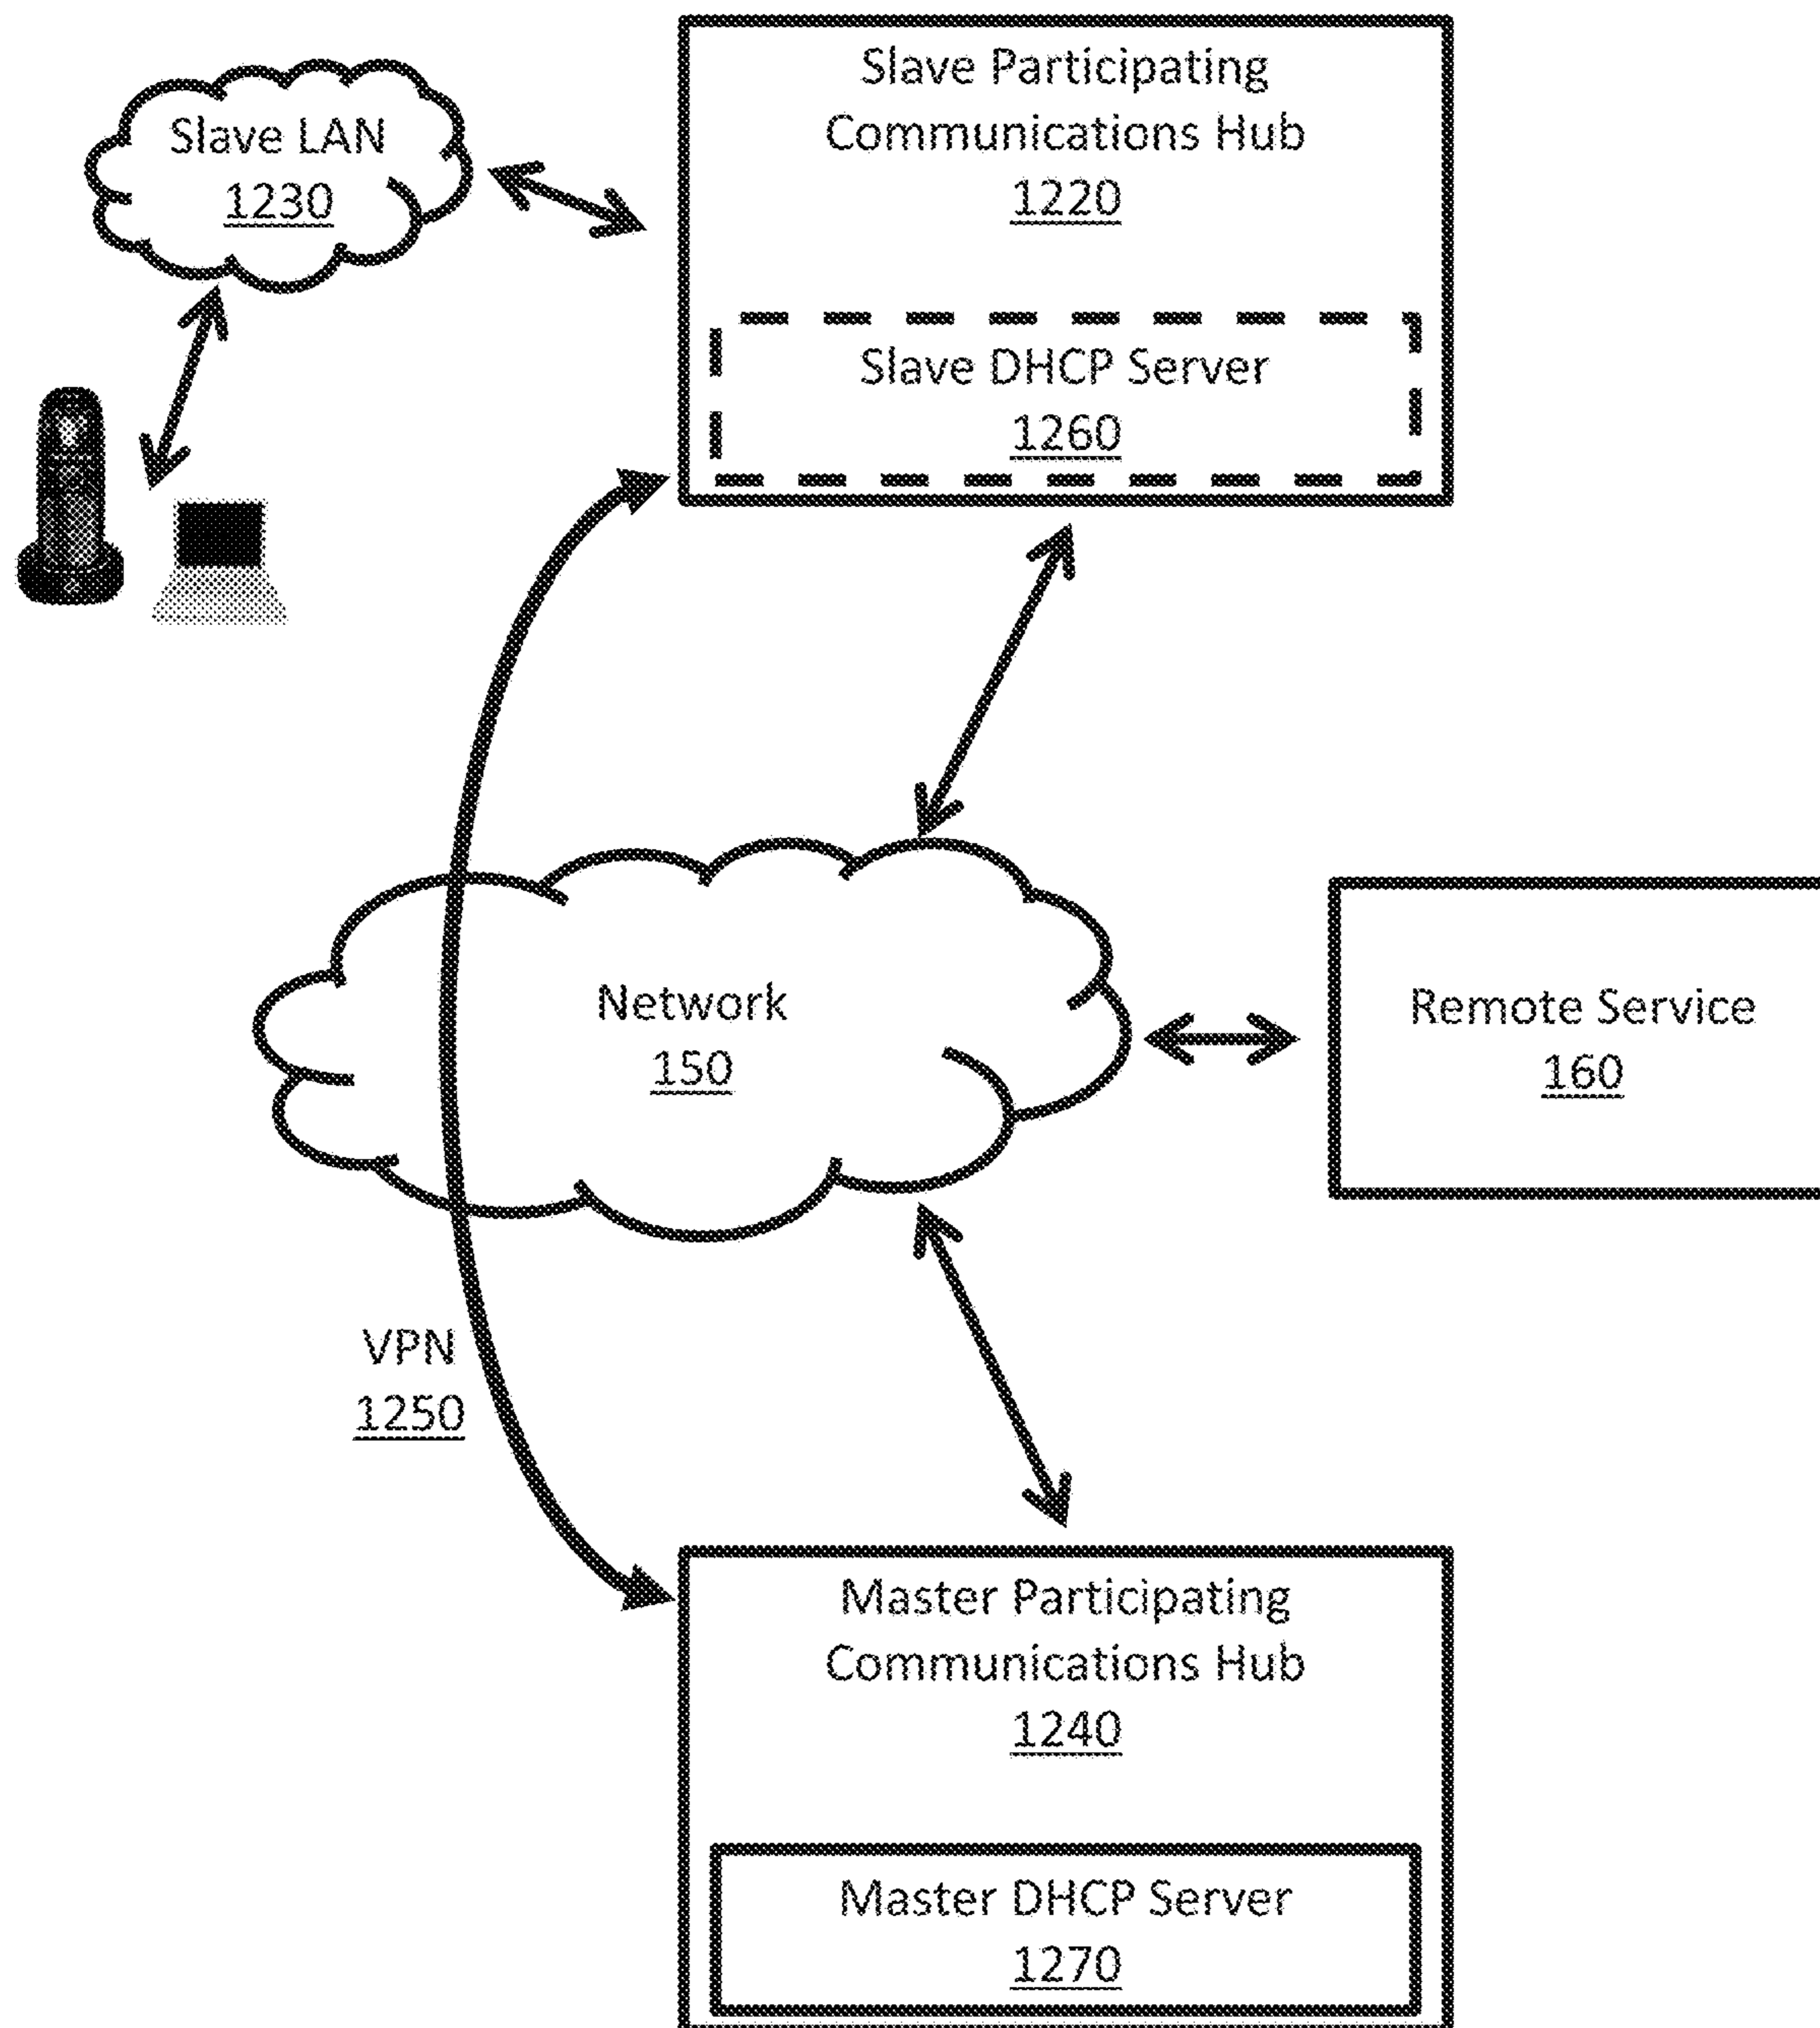 Slave Participating
Communications Hub
1220
Slave LAN
1230
Slave DHCP Server
1260
Network
150
Remote Service
160
VPN
1250
Master Participating
Communications Hub
1240
Master DHCP Server
1270